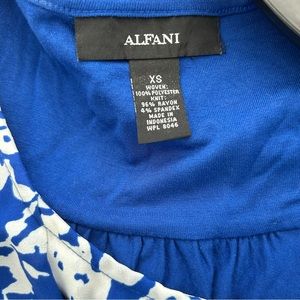 ALFANI
XS
WOVEN:
100% POLYESTER
KNIT:
96% RAYON
4% SPANDEX
MADE IN
INDONESIA
WPL 8046